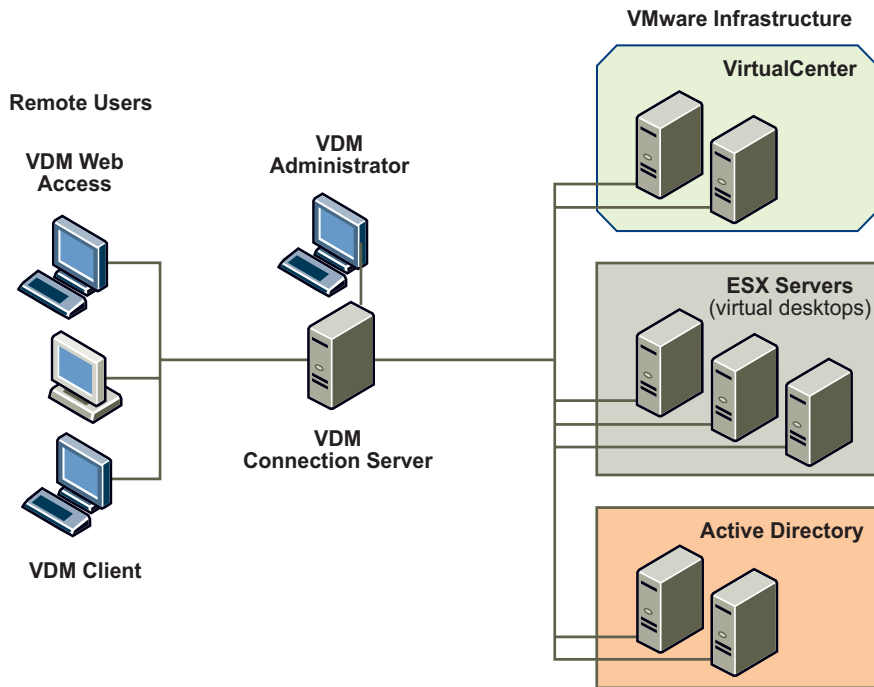 VMware Infrastructure
VirtualCenter
Remote Users
VDM Web
Access
VDM
Administrator
ESX Servers
(virtual desktops)
VDM
Connection Server
Active Directory
VDM Client